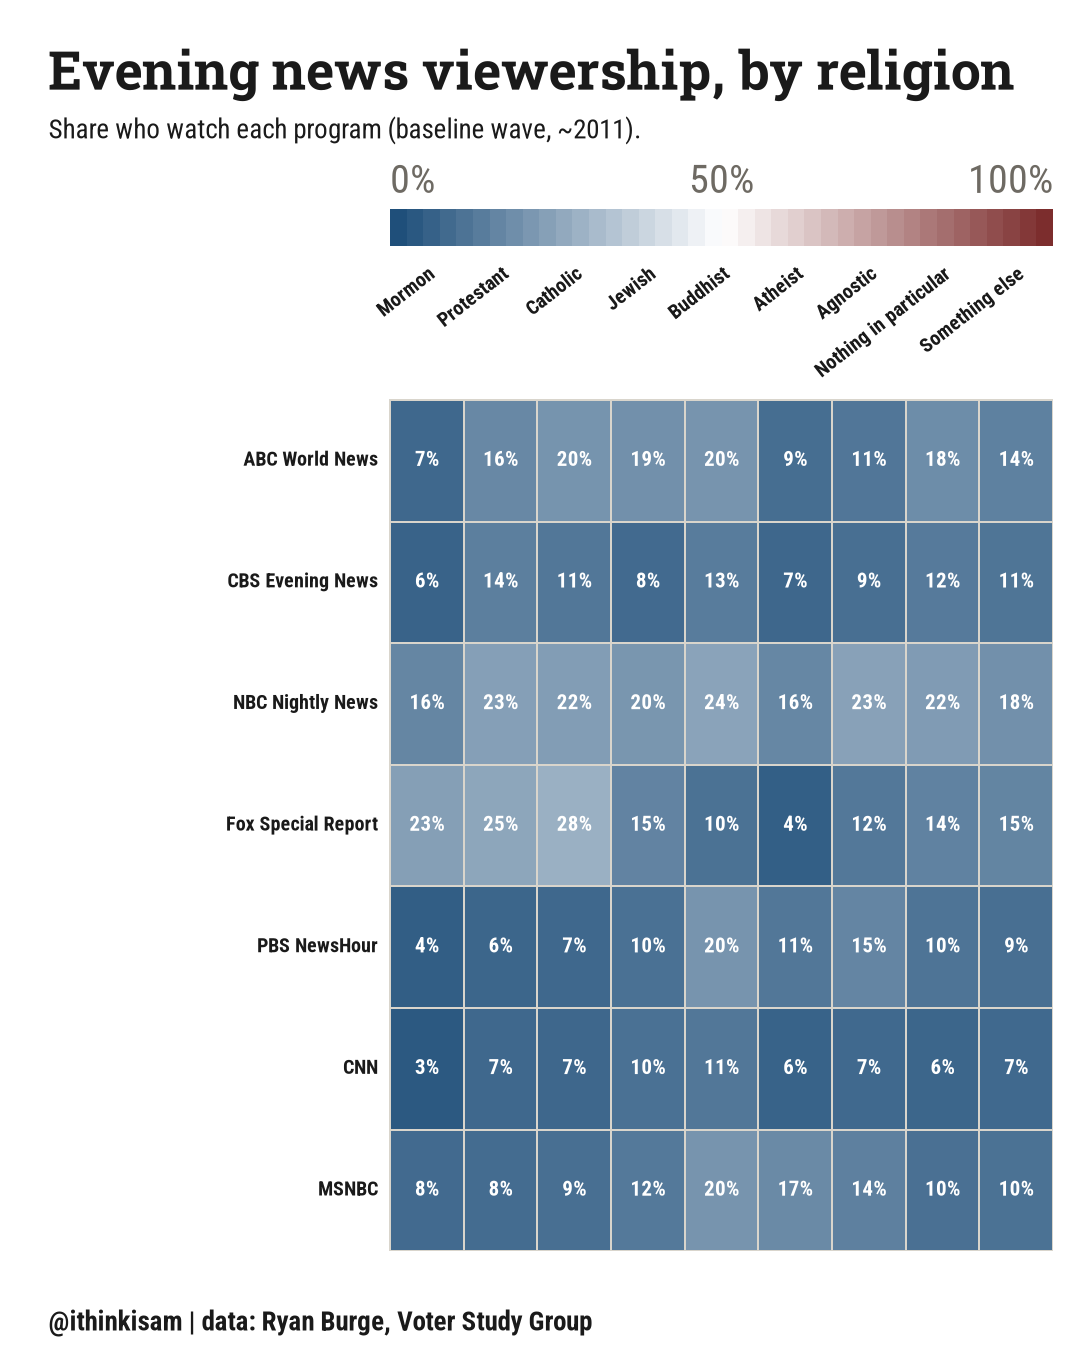 Evening news viewership, by religion
Share who watch each program (baseline wave, ~2011).
0% 50% 100%
Mormon Protestant Catholic Jewish Buddhist Atheist Agnostic Nothing in particular Something else
ABC World News 7% 16% 20% 19% 20% 9% 11% 18% 14%
CBS Evening News 6% 14% 11% 8% 13% 7% 9% 12% 11%
NBC Nightly News 16% 23% 22% 20% 24% 16% 23% 22% 18%
Fox Special Report 23% 25% 28% 15% 10% 4% 12% 14% 15%
PBS NewsHour 4% 6% 7% 10% 20% 11% 15% 10% 9%
CNN 3% 7% 7% 10% 11% 6% 7% 6% 7%
MSNBC 8% 8% 9% 12% 20% 17% 14% 10% 10%
@ithinkisam | data: Ryan Burge, Voter Study Group